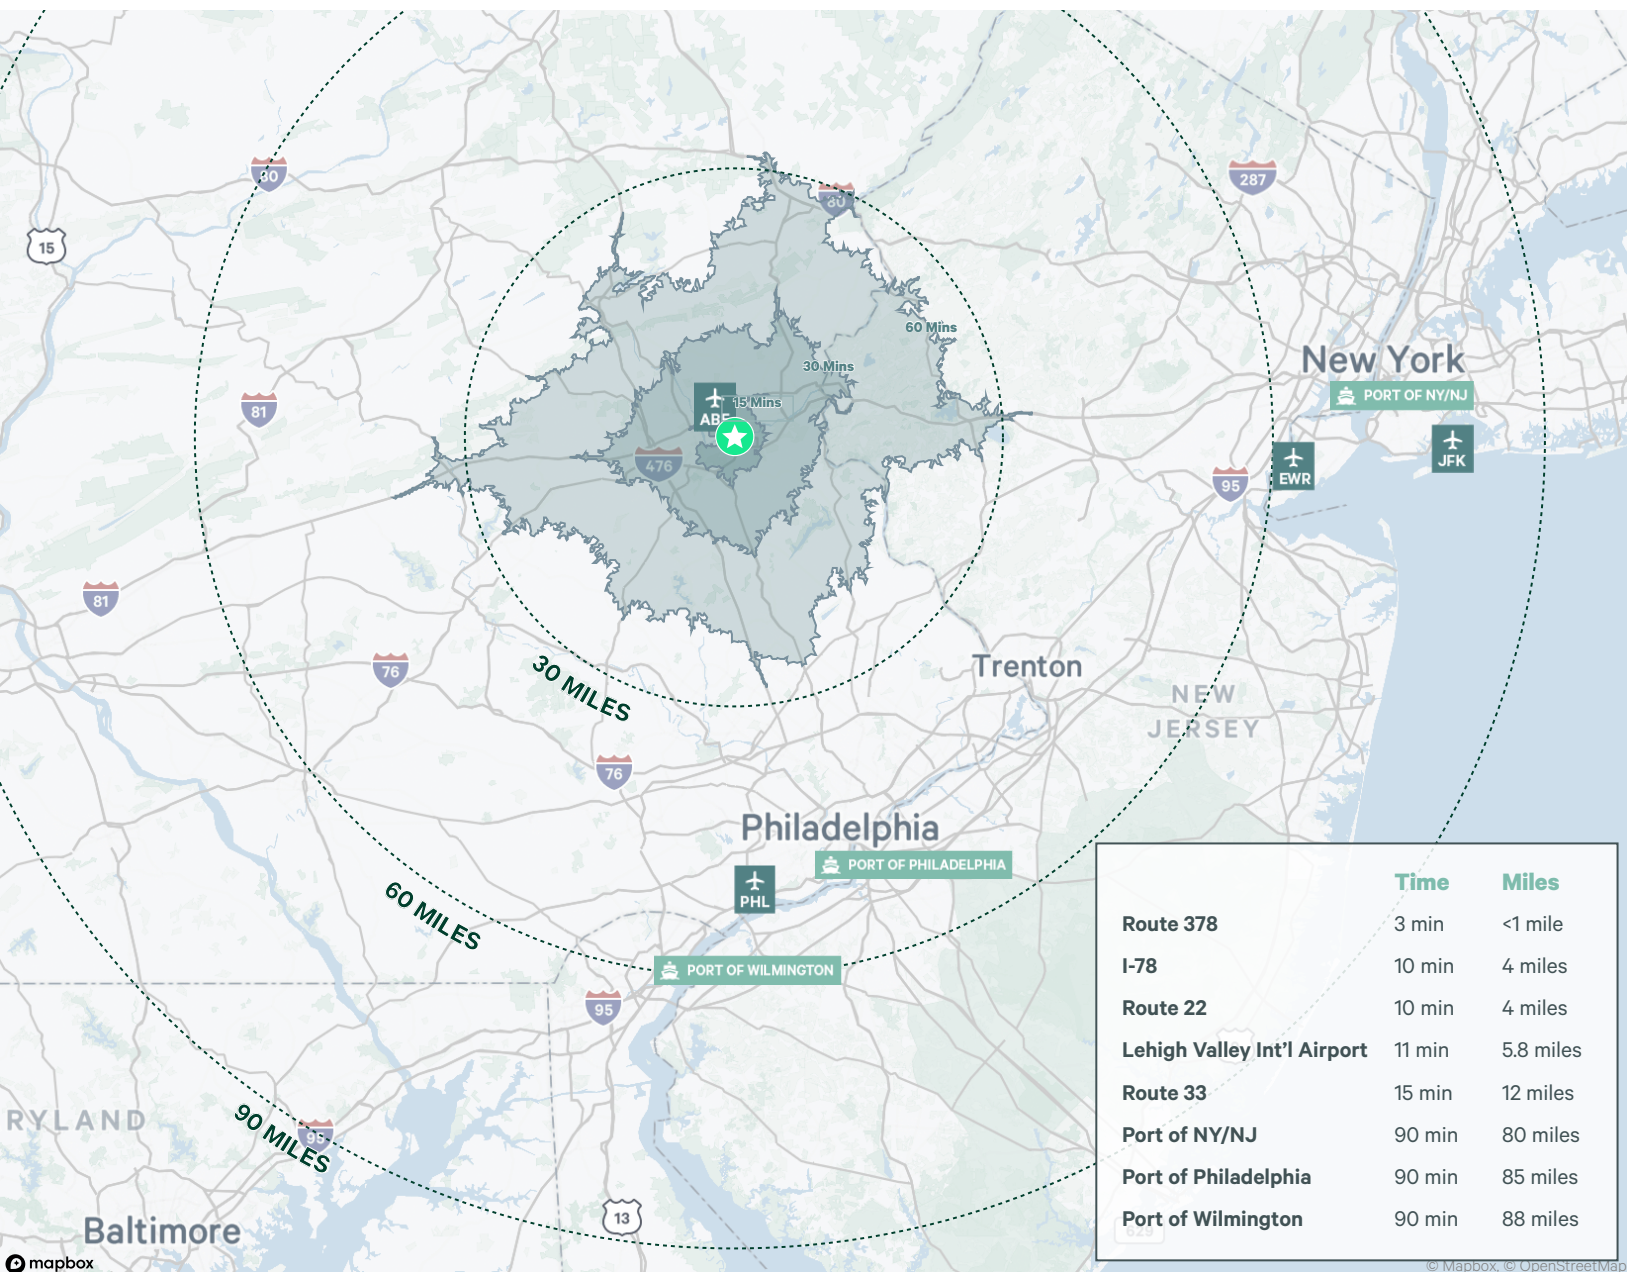 80
80
287
15
60 Mins
New York
30 Mins
PORT OF NY/NJ
15 Mins
81
ABE
JFK
476
EWR
95
81
76
30 MILES
Trenton
NEW
JERSEY
76
Philadelphia
PORT OF PHILADELPHIA
PHL
60 MILES
PORT OF WILMINGTON
95
RYLAND
90 MILES
95
13
Baltimore
mapbox
Time Miles
Route 378 3 min <1 mile
I-78 10 min 4 miles
Route 22 10 min 4 miles
Lehigh Valley Int’l Airport 11 min 5.8 miles
Route 33 15 min 12 miles
Port of NY/NJ 90 min 80 miles
Port of Philadelphia 90 min 85 miles
Port of Wilmington 90 min 88 miles
629
© Mapbox, © OpenStreetMap